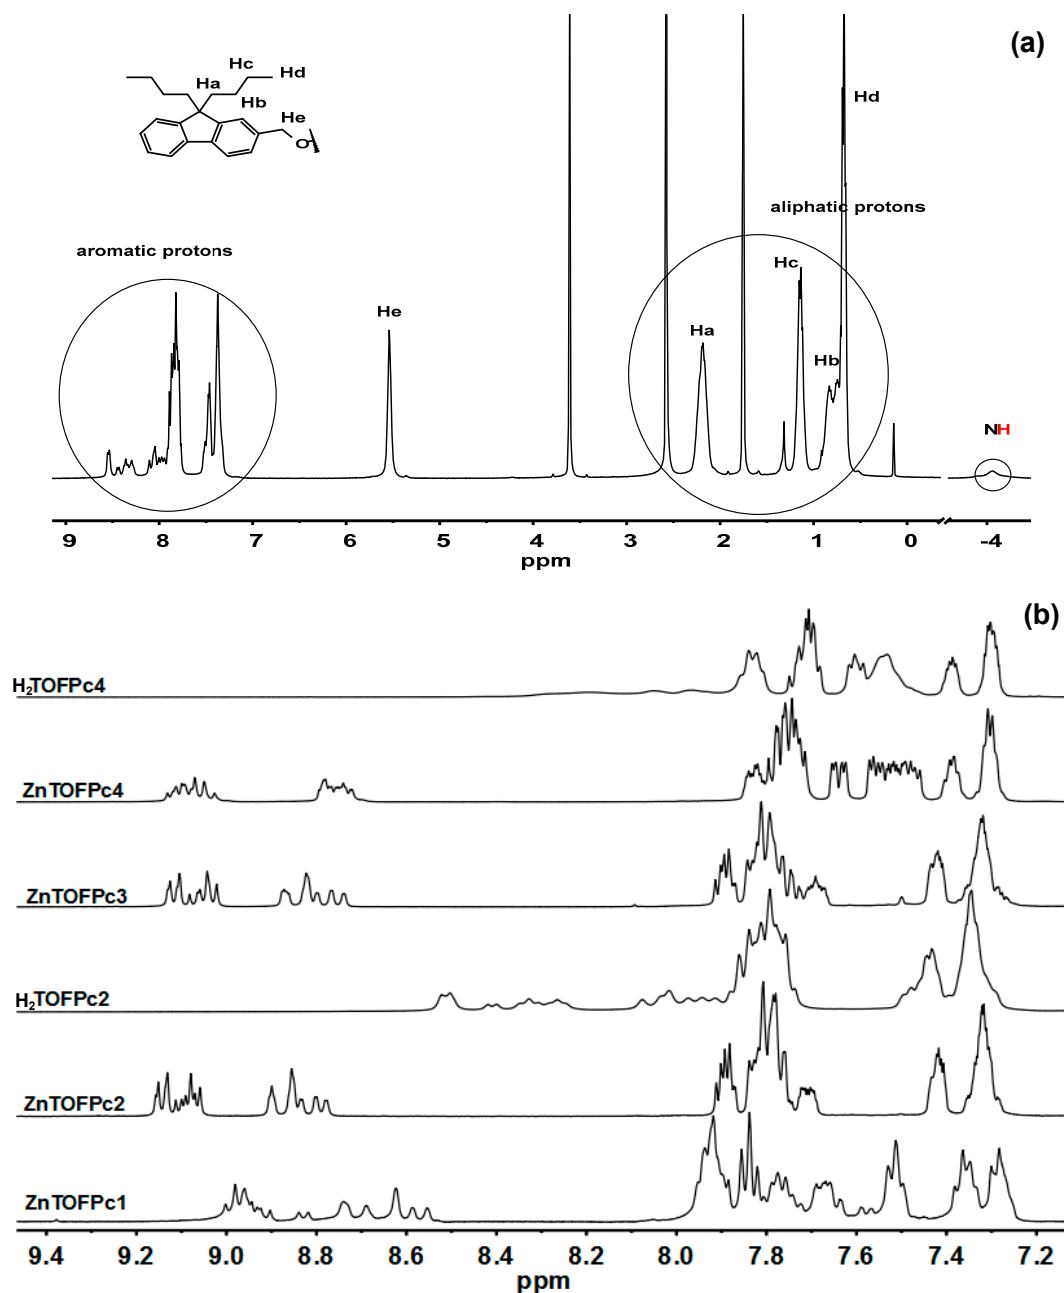 (a)
Hc
Hd
Ha
Hb
He
O
Hd
aliphatic protons
aromatic protons
Hc
He
Ha
Hb
NH
9 8 7 6 5 4 3 2 1 0 -4
ppm
(b)
H₂TOFPc4
ZnTOFPc4
ZnTOFPc3
H₂TOFPc2
ZnTOFPc2
ZnTOFPc1
9.4 9.2 9.0 8.8 8.6 8.4 8.2 8.0 7.8 7.6 7.4 7.2
ppm